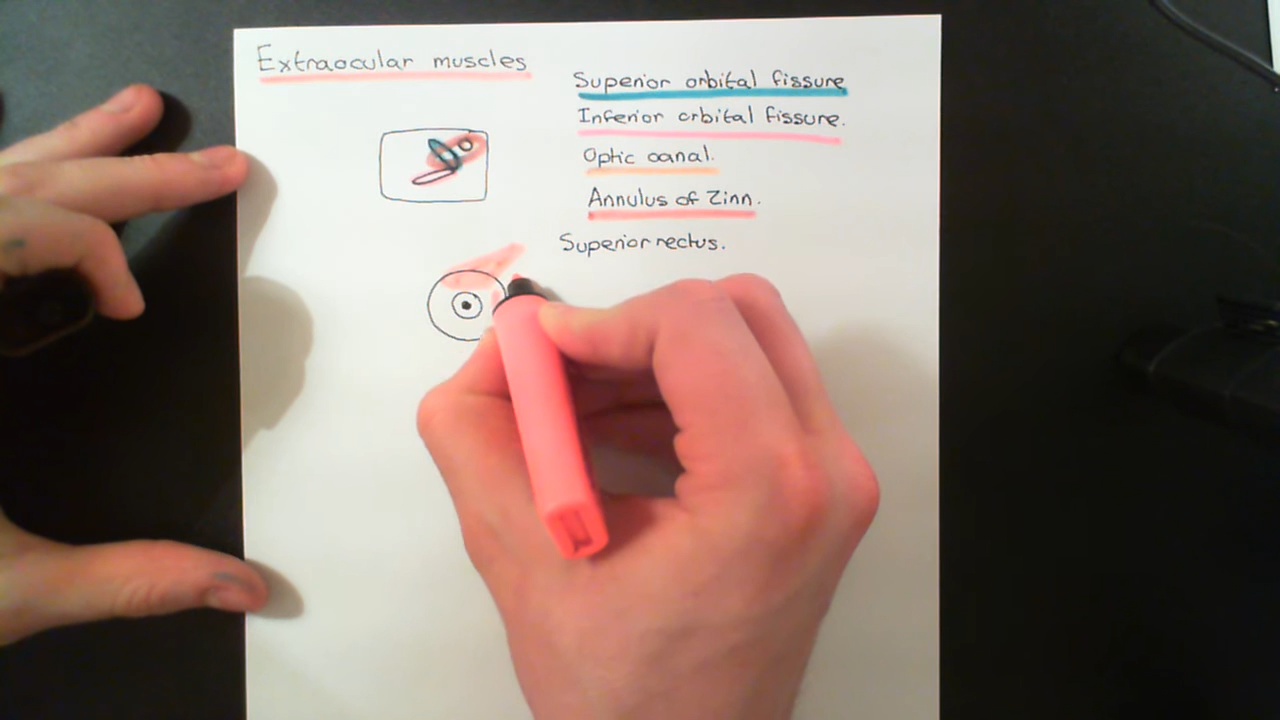 Extraocular muscles
Superior orbital fissure
Inferior orbital fissure.
Optic canal.
Annulus of Zinn.
Superior rectus.